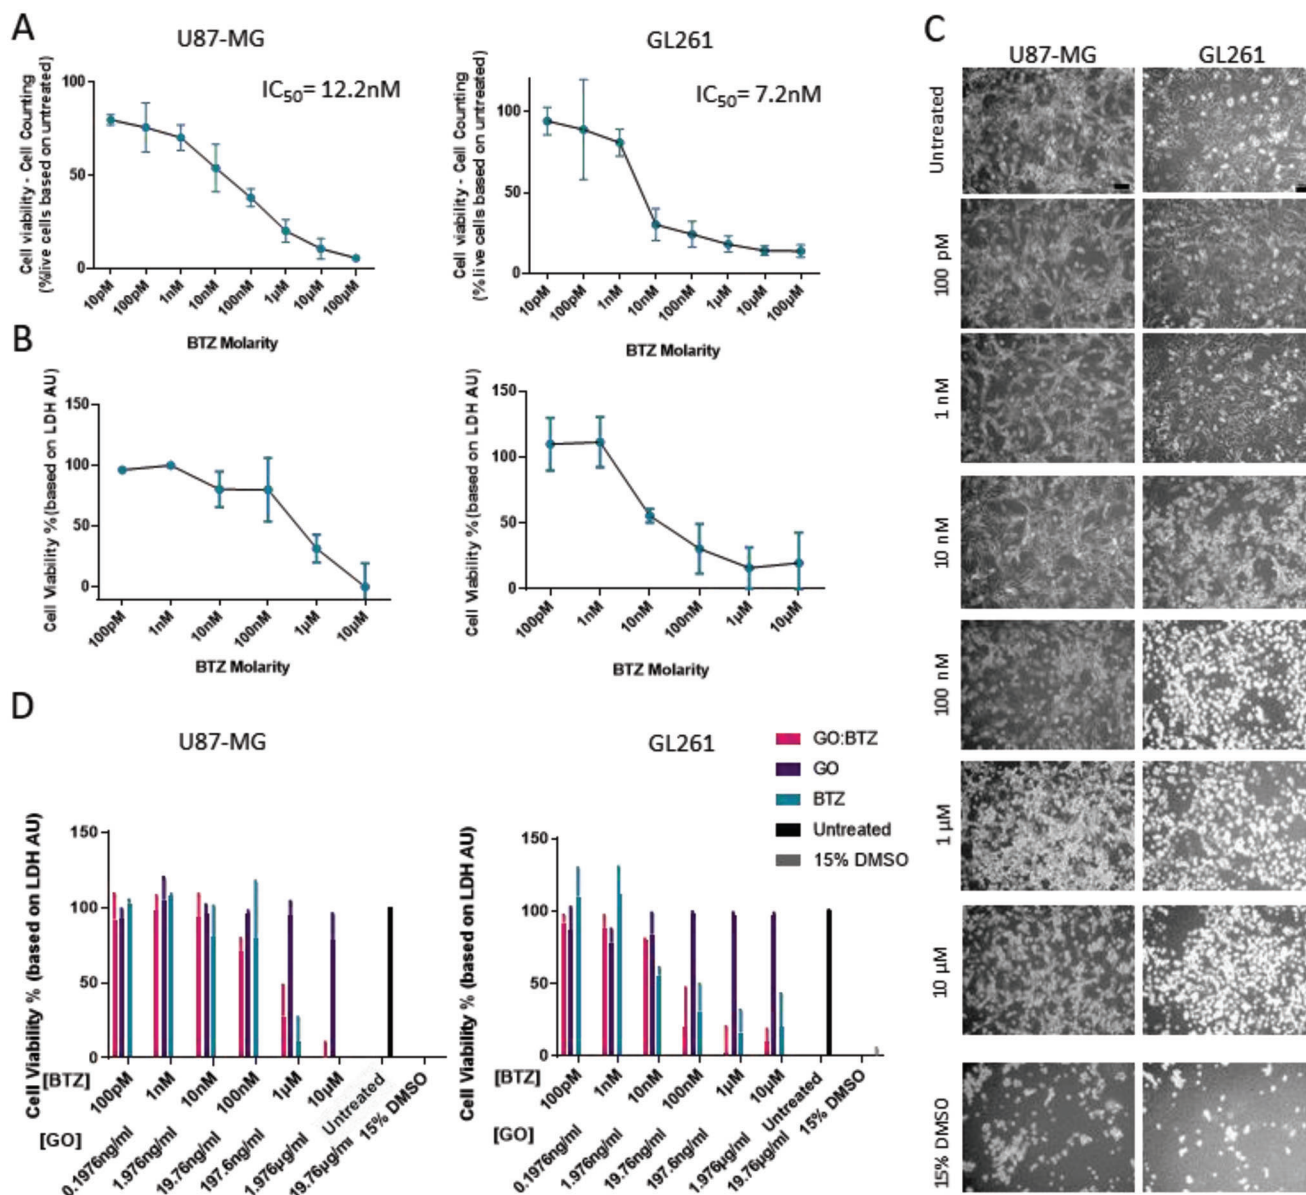 A
U87-MG
GL261
Cell viability - Cell Counting
(%live cells based on untreated)
100
50
0
IC50= 12.2nM
10pM
100pM
1nM
10nM
100nM
1µM
10µM
100µM
BTZ Molarity
Cell viability - Cell Counting
(% live cells based on untreated)
100
50
0
IC50= 7.2nM
10pM
100pM
1nM
10nM
100nM
1µM
10µM
100µM
BTZ Molarity
B
Cell Viability % (based on LDH AU)
150
100
50
0
100pM
1nM
10nM
100nM
1µM
10µM
BTZ Molarity
Cell Viability % (based on LDH AU)
150
100
50
0
100pM
1nM
10nM
100nM
1µM
10µM
BTZ Molarity
C
U87-MG
GL261
Untreated
100 pM
1 nM
10 nM
100 nM
1 µM
10 µM
15% DMSO
D
U87-MG
GL261
GO:BTZ
GO
BTZ
Untreated
15% DMSO
Cell Viability % (based on LDH AU)
150
100
50
0
[BTZ]
100pM
1nM
10nM
100nM
1µM
10µM
Untreated
15% DMSO
[GO]
0.1976ng/ml
1.976ng/ml
19.76ng/ml
197.6ng/ml
1.976µg/ml
19.76µg/ml
Cell Viability % (based on LDH AU)
150
100
50
0
[BTZ]
100pM
1nM
10nM
100nM
1µM
10µM
Untreated
15% DMSO
[GO]
0.1976ng/ml
1.976ng/ml
19.76ng/ml
197.6ng/ml
1.976µg/ml
19.76µg/ml